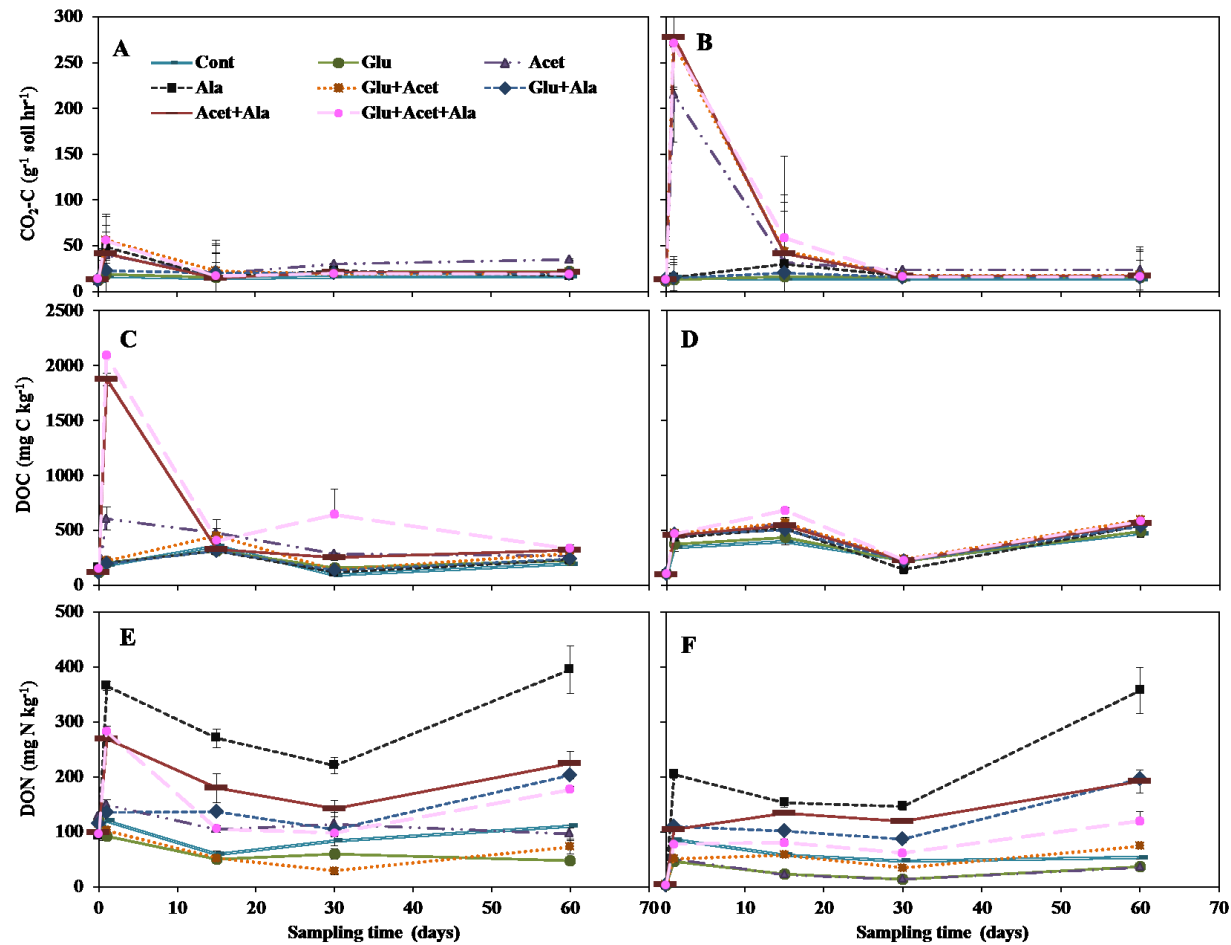 300
250
200
150
100
50
0
CO₂-C (g⁻¹ soll hr⁻¹)
A
Cont Glu Acet
Ala Glu+Acet Glu+Ala
Acet+Ala Glu+Acet+Ala
B
2500
2000
1500
1000
500
0
DOC (mg C kg⁻¹)
C
D
500
400
300
200
100
0
DON (mg N kg⁻¹)
E
F
0 10 20 30 40 50 60 70
0 10 20 30 40 50 60 70
Sampling time (days)
Sampling time (days)